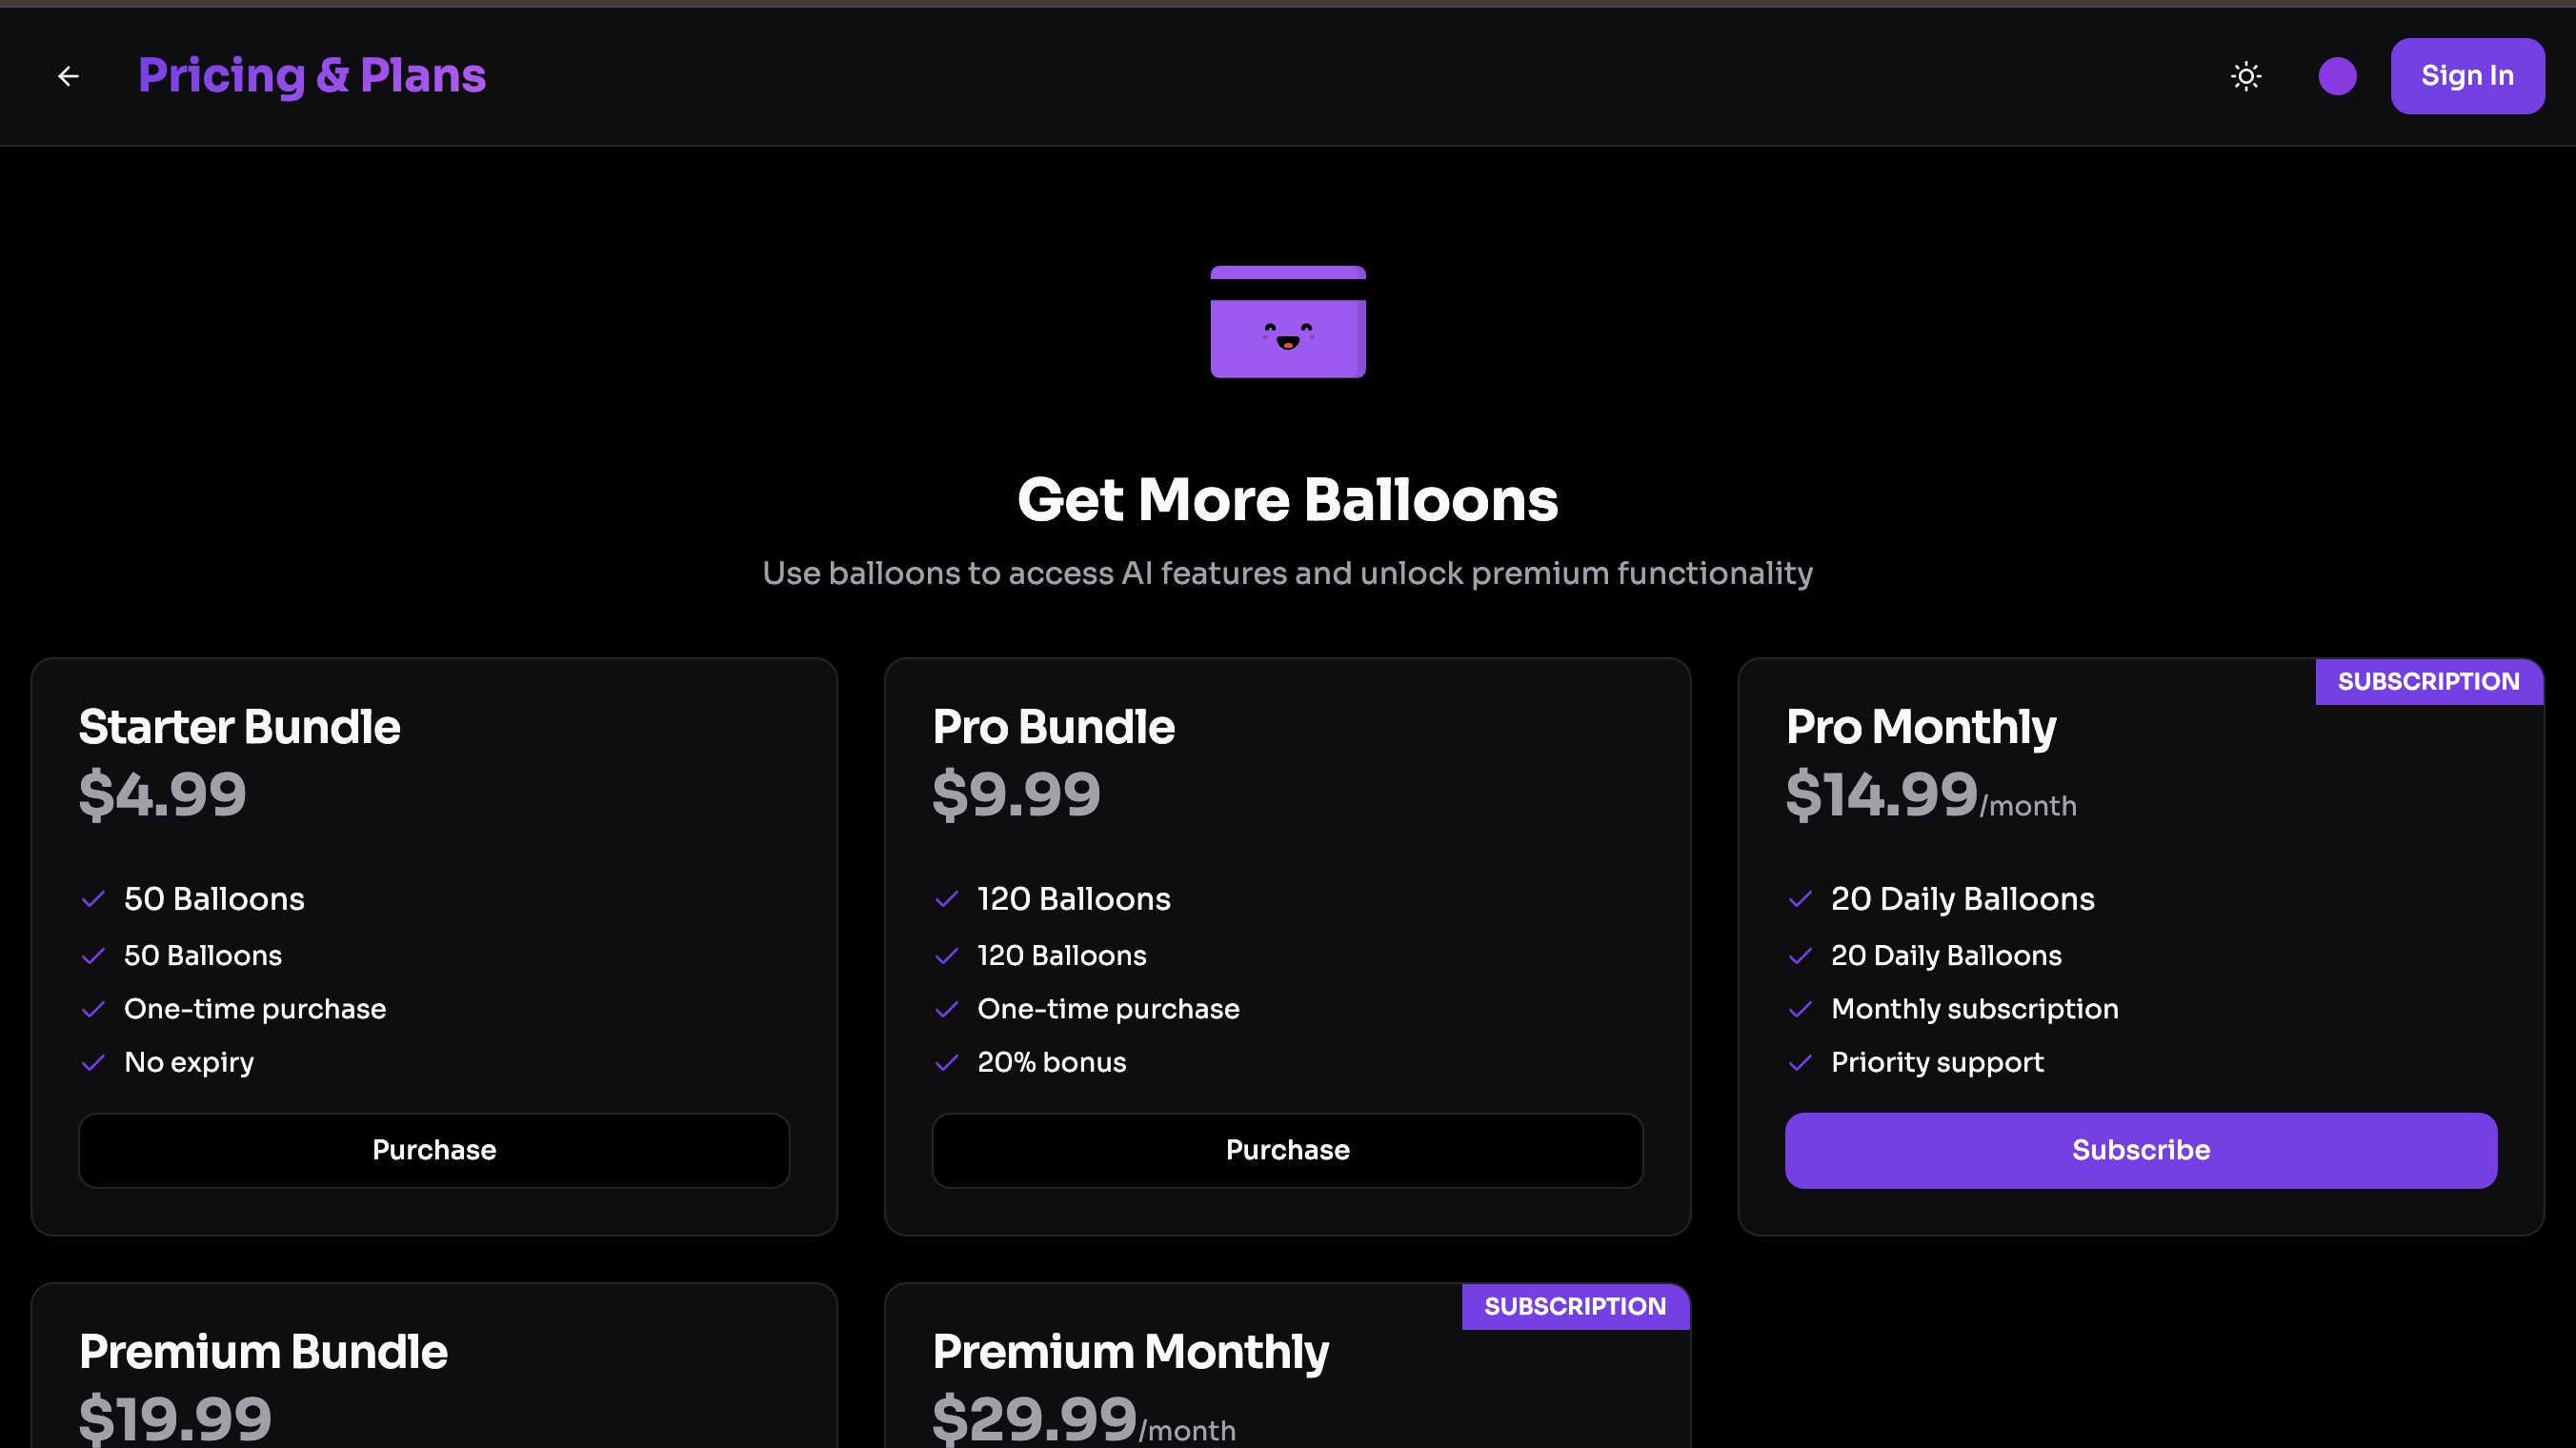 Pricing & Plans
Sign In
Get More Balloons
Use balloons to access AI features and unlock premium functionality
Starter Bundle
$4.99
50 Balloons
50 Balloons
One-time purchase
No expiry
Purchase
Pro Bundle
$9.99
120 Balloons
120 Balloons
One-time purchase
20% bonus
Purchase
SUBSCRIPTION
Pro Monthly
$14.99/month
20 Daily Balloons
20 Daily Balloons
Monthly subscription
Priority support
Subscribe
Premium Bundle
$19.99
SUBSCRIPTION
Premium Monthly
$29.99/month